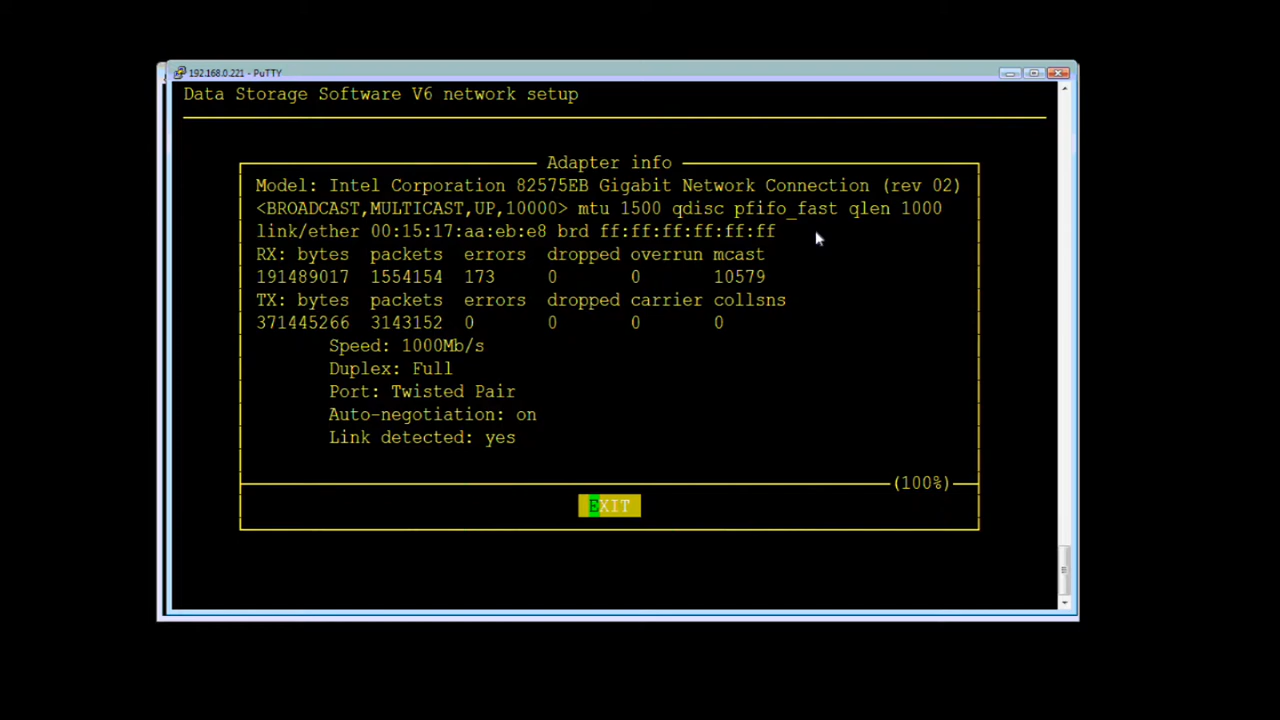 192.168.0.221 - PuTTY
Data Storage Software V6 network setup
Adapter info
Model: Intel Corporation 82575EB Gigabit Network Connection (rev 02)
<BROADCAST,MULTICAST,UP,10000> mtu 1500 qdisc pfifo_fast qlen 1000
link/ether 00:15:17:aa:eb:e8 brd ff:ff:ff:ff:ff:ff
RX: bytes packets errors dropped overrun mcast
191489017 1554154 173 0 0 10579
TX: bytes packets errors dropped carrier collsns
371445266 3143152 0 0 0 0
Speed: 1000Mb/s
Duplex: Full
Port: Twisted Pair
Auto-negotiation: on
Link detected: yes
(100%)
EXIT